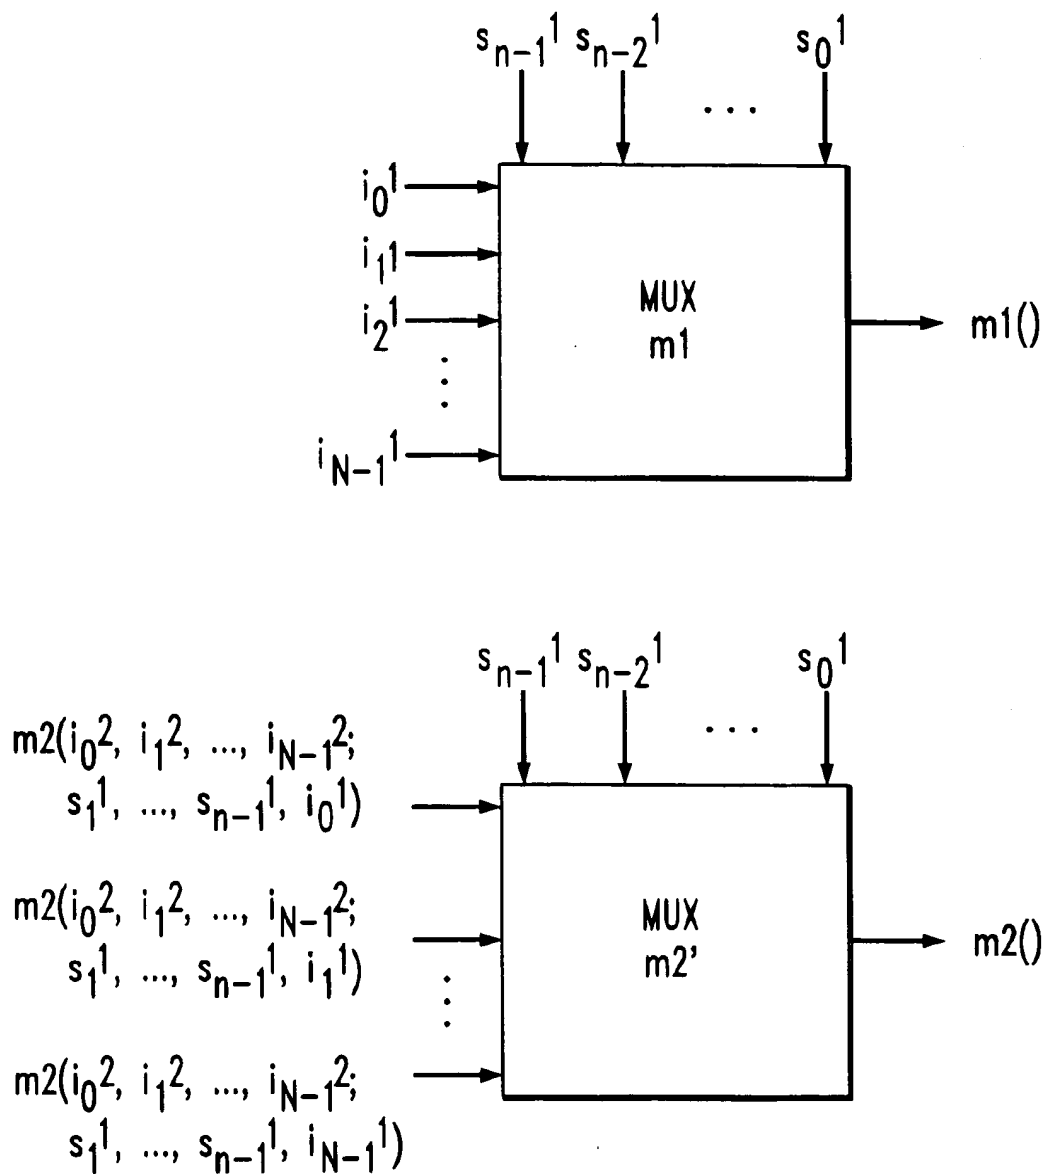 s_{n-1}^1 s_{n-2}^1 ... s_0^1
i_0^1
i_1^1
i_2^1
i_{N-1}^1
MUX
m1
m1()
s_{n-1}^1 s_{n-2}^1 ... s_0^1
m2(i_0^2, i_1^2, ..., i_{N-1}^2;
s_1^1, ..., s_{n-1}^1, i_0^1)
m2(i_0^2, i_1^2, ..., i_{N-1}^2;
s_1^1, ..., s_{n-1}^1, i_1^1)
m2(i_0^2, i_1^2, ..., i_{N-1}^2;
s_1^1, ..., s_{n-1}^1, i_{N-1}^1)
MUX
m2'
m2()